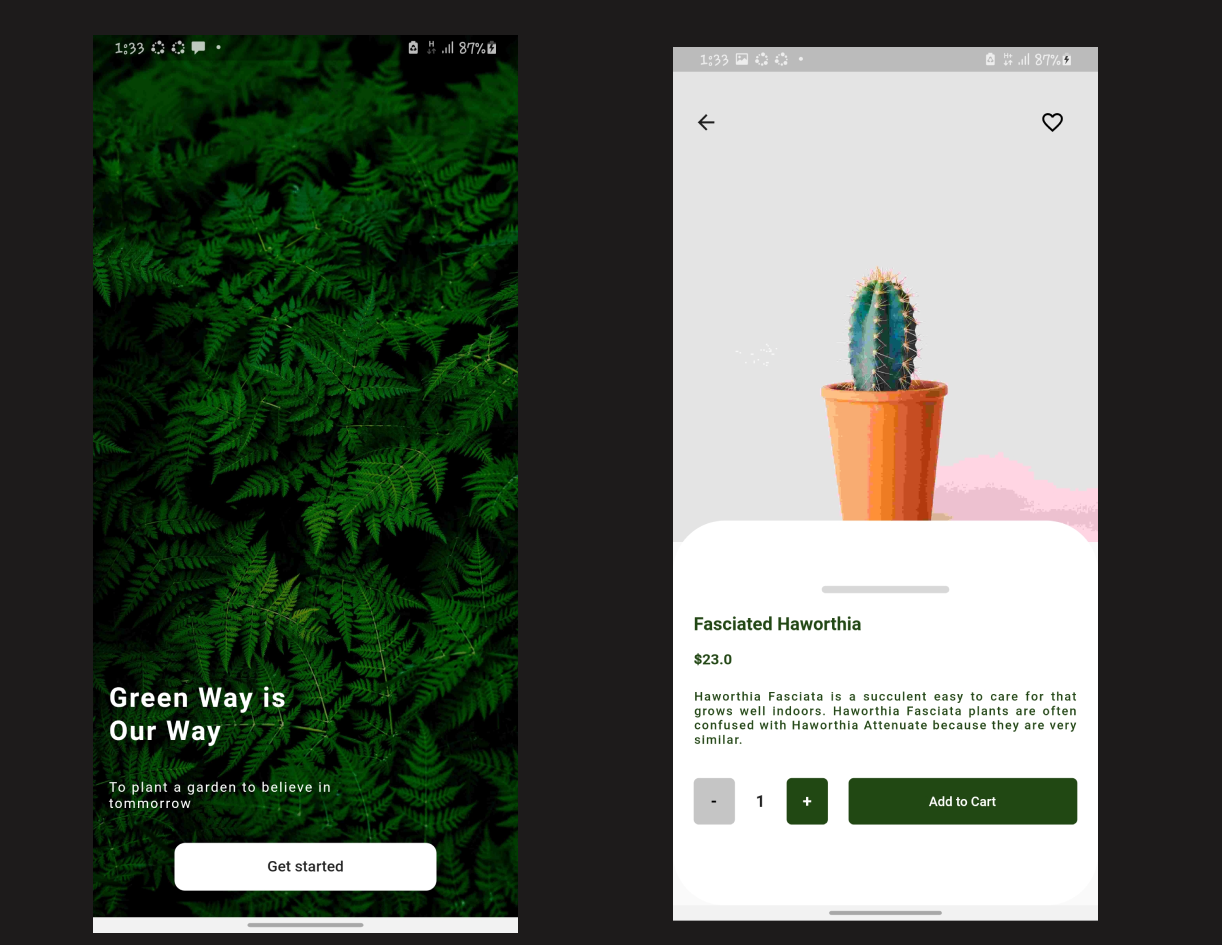 1:33
87%
Green Way is
Our Way
To plant a garden to believe in
tommorrow
Get started
1:33
87%
Fasciated Haworthia
$23.0
Haworthia Fasciata is a succulent easy to care for that
grows well indoors. Haworthia Fasciata plants are often
confused with Haworthia Attenuate because they are very
similar.
- 1 + Add to Cart